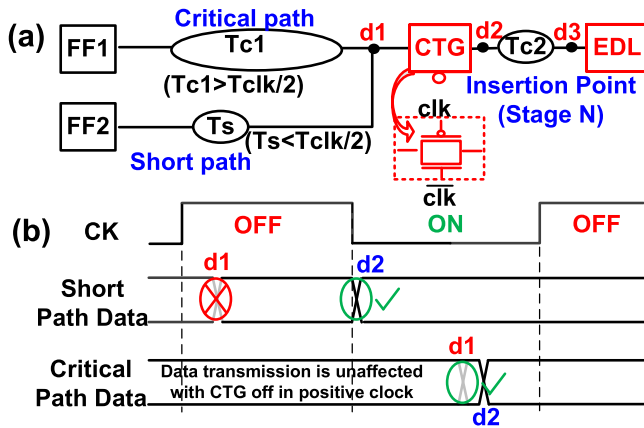 (a)
Critical path
FF1
Tc1
(Tc1>Tclk/2)
d1
CTG
d2
Tc2
d3
EDL
Insertion Point
(Stage N)
FF2
Ts
(Ts<Tclk/2)
Short path
clk
clk
(b)
CK
OFF
ON
OFF
Short
Path Data
d1
d2
Critical
Path Data
Data transmission is unaffected
with CTG off in positive clock
d1
d2